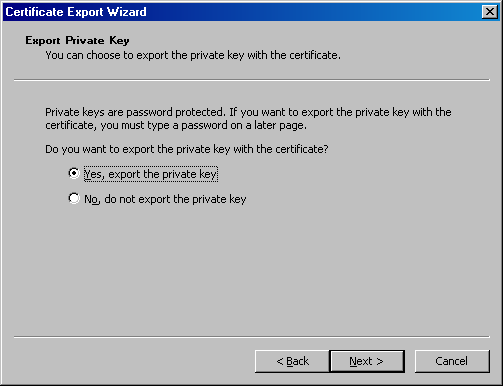 Certificate Export Wizard
Export Private Key
You can choose to export the private key with the certificate.
Private keys are password protected. If you want to export the private key with the
certificate, you must type a password on a later page.
Do you want to export the private key with the certificate?
Yes, export the private key
No, do not export the private key
< Back
Next >
Cancel